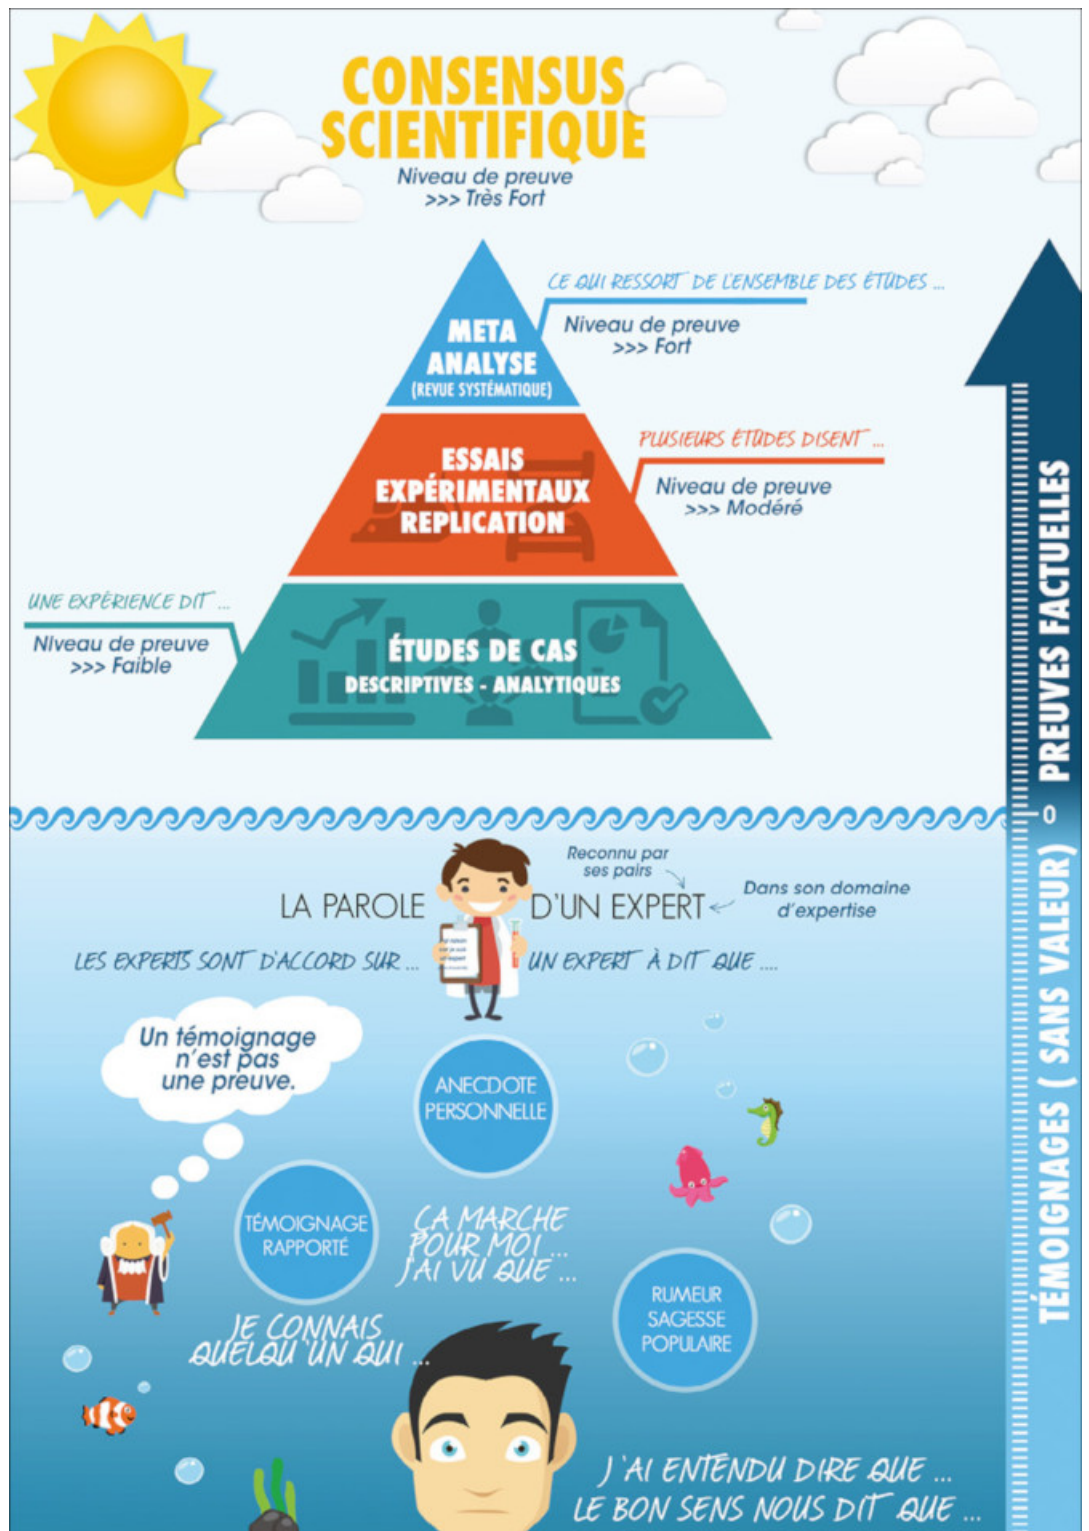 CONSENSUS
SCIENTIFIQUE
Niveau de preuve
>>> Très Fort
CE QUI RESSORT DE L'ENSEMBLE DES ÉTUDES ...
Niveau de preuve
>>> Fort
META
ANALYSE
(REVUE SYSTÉMATIQUE)
PLUSIEURS ÉTUDES DISENT ...
Niveau de preuve
>>> Modéré
ESSAIS
EXPÉRIMENTAUX
REPLICATION
UNE EXPÉRIENCE DIT ...
NIveau de preuve
>>> Faible
ÉTUDES DE CAS
DESCRIPTIVES - ANALYTIQUES
PREUVES FACTUELLES
0
TÉMOIGNAGES ( SANS VALEUR)
Reconnu par
ses pairs
LA PAROLE D'UN EXPERT
Dans son domaine
d'expertise
LES EXPERTS SONT D'ACCORD SUR ...
UN EXPERT À DIT QUE ....
Un témoignage
n'est pas
une preuve.
ANECDOTE
PERSONNELLE
TÉMOIGNAGE
RAPPORTÉ
ÇA MARCHE
POUR MOI ...
J'AI VU QUE ...
RUMEUR
SAGESSE
POPULAIRE
JE CONNAIS
QUELQU'UN QUI ...
J'AI ENTENDU DIRE QUE ...
LE BON SENS NOUS DIT QUE ...